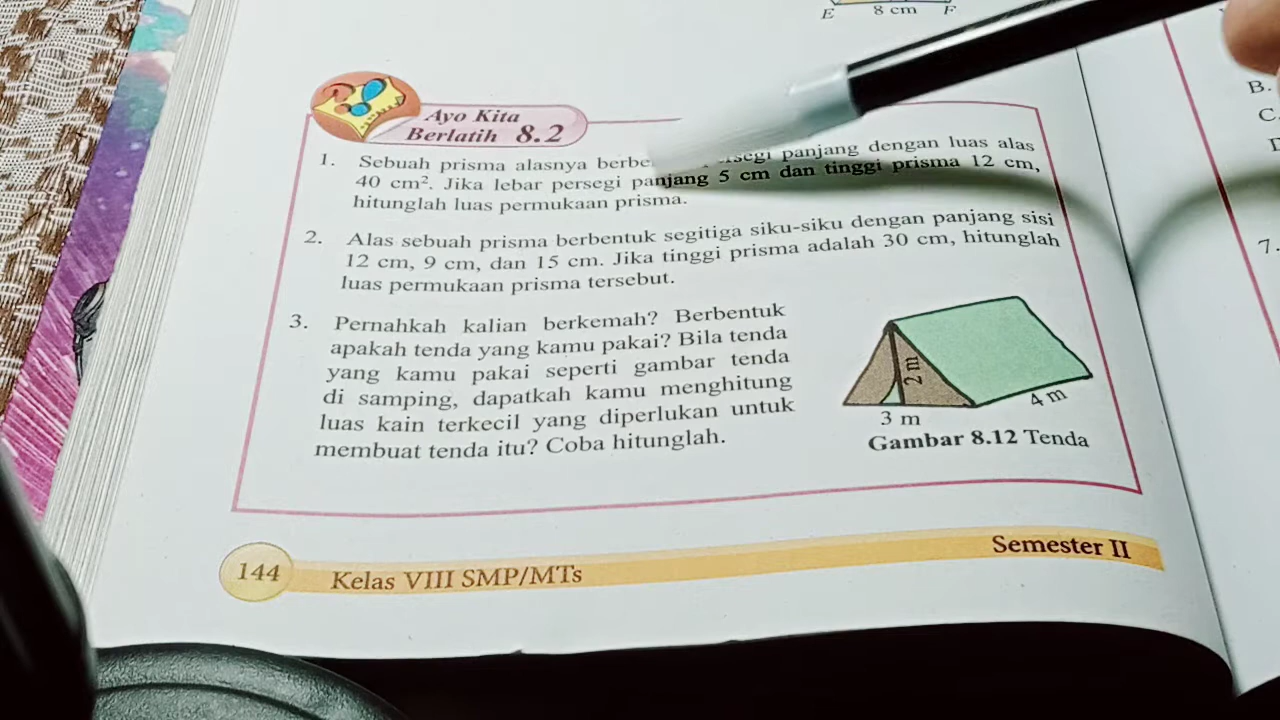 E 8 cm F
Ayo Kita
Berlatih 8.2
1. Sebuah prisma alasnya panjang dengan luas alas
40 cm². Jika lebar persegi panjang 5 cm dan tinggi prisma 12 cm,
hitunglah luas permukaan prisma.
2. Alas sebuah prisma berbentuk segitiga siku-siku dengan panjang sisi
12 cm, 9 cm, dan 15 cm. Jika tinggi prisma adalah 30 cm, hitunglah
luas permukaan prisma tersebut.
3. Pernahkah kalian berkemah? Berbentuk
apakah tenda yang kamu pakai? Bila tenda
yang kamu pakai seperti gambar tenda
di samping, dapatkah kamu menghitung
luas kain terkecil yang diperlukan untuk
membuat tenda itu? Coba hitunglah.
2 m
3 m
4 m
Gambar 8.12 Tenda
144 Kelas VIII SMP/MTs
Semester II
B.
C.
7.